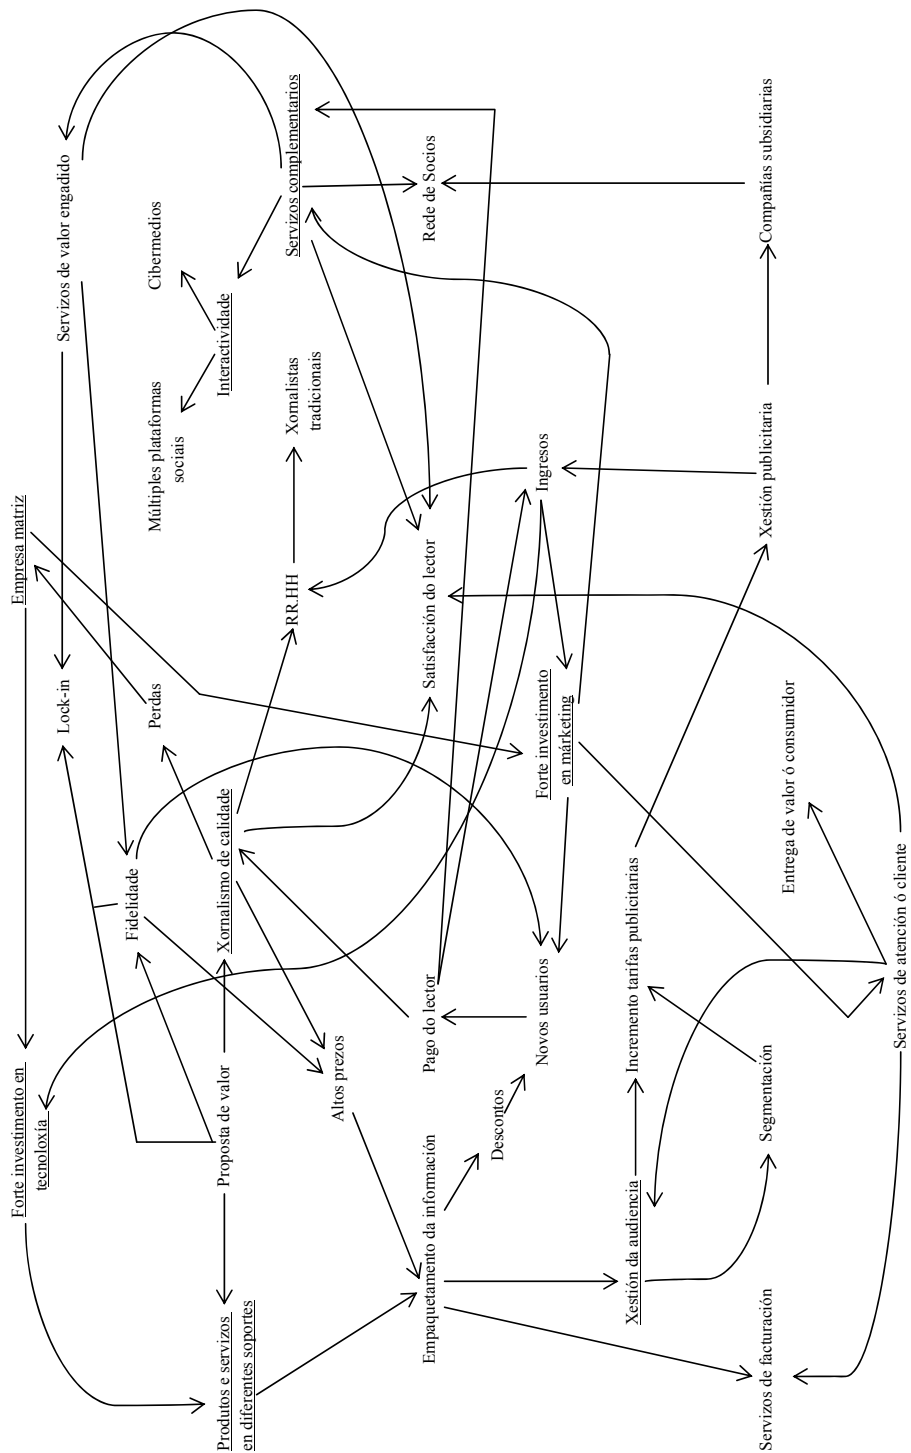 Forte investimento en
tecnoloxía
Empresa matriz
Lock-in
Servizos de valor engadido
Fidelidade
Perdas
Múltiples plataformas
sociais
Cibermedios
Produtos e servizos
en diferentes soportes
Proposta de valor
Xornalismo de calidade
Interactividade
RR.HH
Xornalistas
tradicionais
Servizos complementarios
Altos prezos
Empaquetamento da información
Pago do lector
Satisfacción do lector
Rede de Socios
Descontos
Novos usuarios
Forte investimento
en márketing
Ingresos
Xestión da audiencia
Incremento tarifas publicitarias
Servizos de facturación
Segmentación
Entrega de valor ó consumidor
Xestión publicitaria
Compañías subsidiarias
Servizos de atención ó cliente